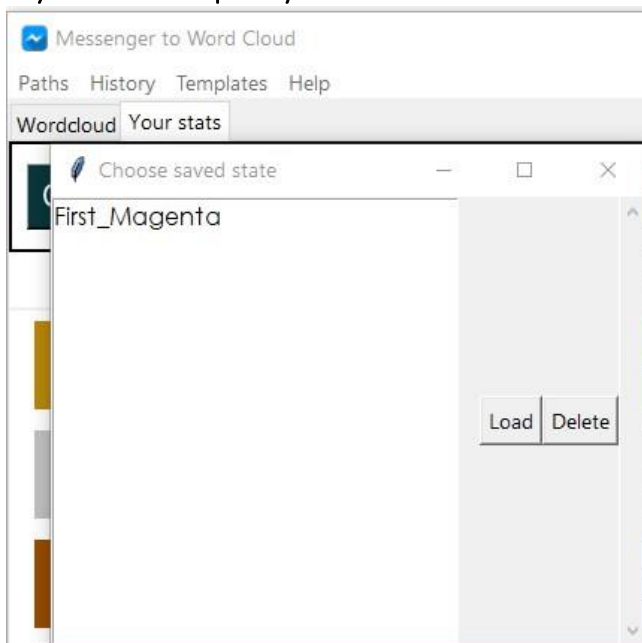 Messenger to Word Cloud
Paths History Templates Help
Wordcloud Your stats
Choose saved state
First_Magenta
Load Delete